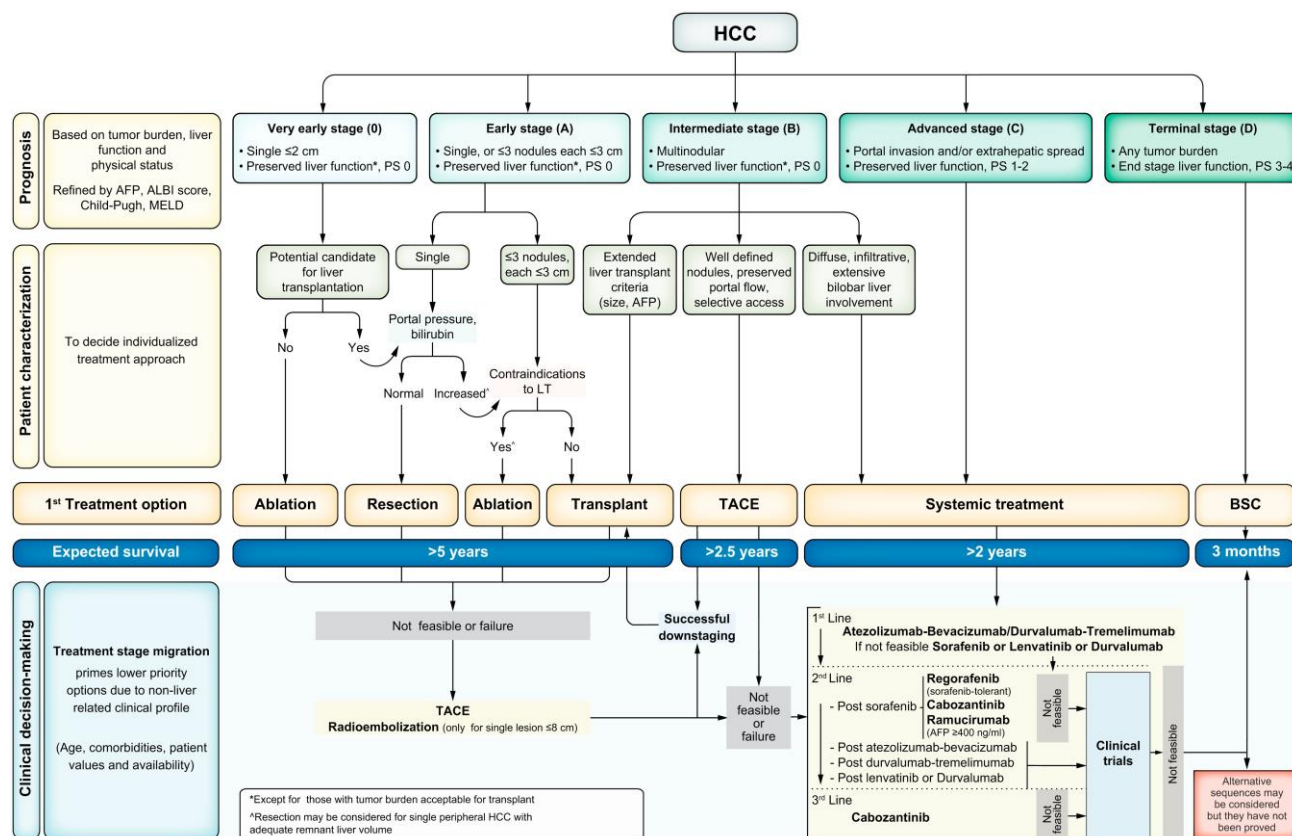 HCC
Prognosis
Based on tumor burden, liver
function and
physical status
Refined by AFP, ALBI score,
Child-Pugh, MELD
Very early stage (0)
• Single ≤2 cm
• Preserved liver function*, PS 0
Early stage (A)
• Single, or ≤3 nodules each ≤3 cm
• Preserved liver function*, PS 0
Intermediate stage (B)
• Multinodular
• Preserved liver function*, PS 0
Advanced stage (C)
• Portal invasion and/or extrahepatic spread
• Preserved liver function, PS 1-2
Terminal stage (D)
• Any tumor burden
• End stage liver function, PS 3-4
Patient characterization
To decide individualized
treatment approach
Potential candidate
for liver
transplantation
Single
≤3 nodules,
each ≤3 cm
Extended
liver transplant
criteria
(size, AFP)
Well defined
nodules, preserved
portal flow,
selective access
Diffuse, infiltrative,
extensive
bilobar liver
involvement
Portal pressure,
bilirubin
No
Yes
Normal
Increased^
Contraindications
to LT
Yes^
No
1st Treatment option
Ablation
Resection
Ablation
Transplant
TACE
Systemic treatment
BSC
Expected survival
>5 years
>2.5 years
>2 years
3 months
Clinical decision-making
Treatment stage migration
primes lower priority
options due to non-liver
related clinical profile
(Age, comorbidities, patient
values and availability)
Not feasible or failure
Successful
downstaging
TACE
Radioembolization (only for single lesion ≤8 cm)
Not
feasible
or
failure
1st Line
Atezolizumab-Bevacizumab/Durvalumab-Tremelimumab
If not feasible Sorafenib or Lenvatinib or Durvalumab
2nd Line
- Post sorafenib
Regorafenib
(sorafenib-tolerant)
Cabozantinib
Ramucirumab
(AFP ≥400 ng/ml)
Not
feasible
- Post atezolizumab-bevacizumab
- Post durvalumab-tremelimumab
- Post lenvatinib or Durvalumab
3rd Line
Cabozantinib
Not
feasible
Clinical
trials
Not feasible
Alternative
sequences may
be considered
but they have not
been proved
*Except for those with tumor burden acceptable for transplant
^Resection may be considered for single peripheral HCC with
adequate remnant liver volume